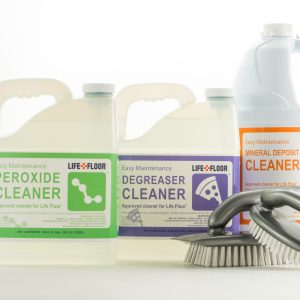 Easy Maintenance
LIFE FLOOR
PEROXIDE
CLEANER
Approved cleaner for Life Floor
Easy Maintenance
LIFE FLOOR
DEGREASER
CLEANER
Approved cleaner for Life Floor
Easy Maintenance
MINERAL DEPOSIT
CLEANER
Approved cleaner for Life Floor